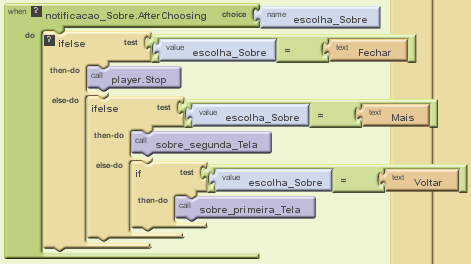 when notificacao_Sobre.AfterChoosing choice name escolha_Sobre
do ifelse test value escolha_Sobre = text Fechar
then-do call player.Stop
else-do ifelse test value escolha_Sobre = text Mais
then-do call sobre_segunda_Tela
else-do if test value escolha_Sobre = text Voltar
then-do call sobre_primeira_Tela